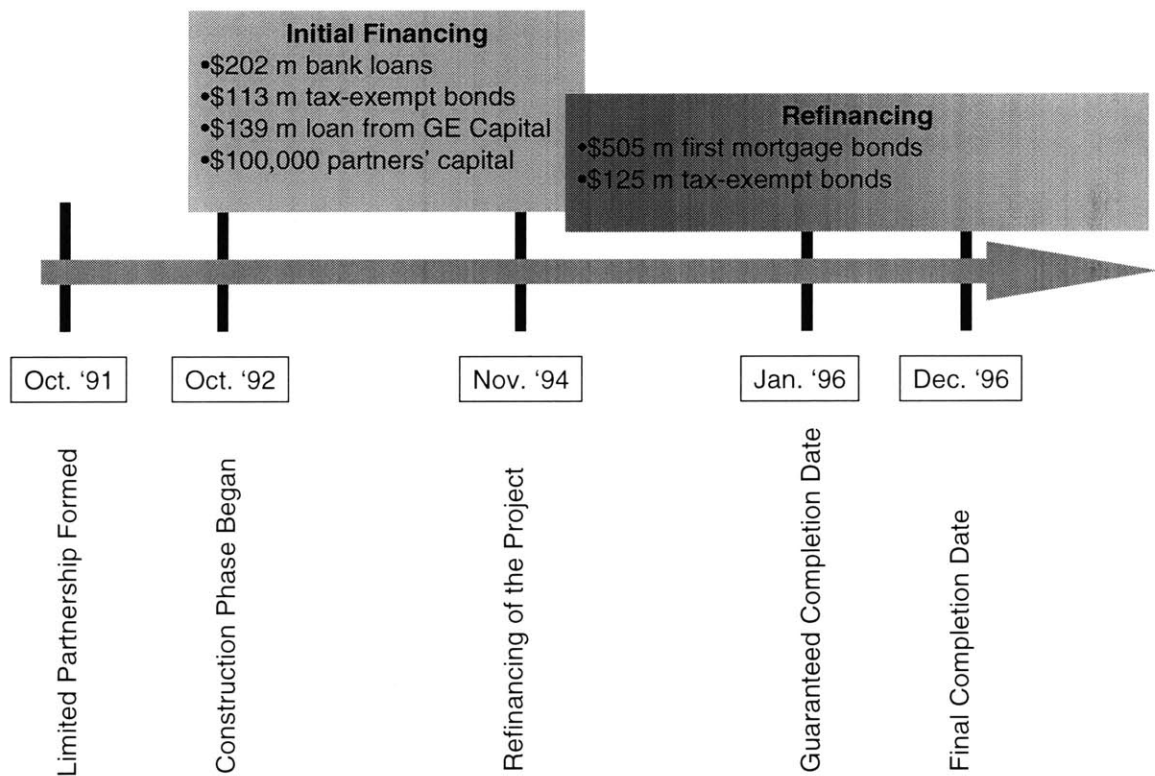 Initial Financing
•$202 m bank loans
•$113 m tax-exempt bonds
•$139 m loan from GE Capital
•$100,000 partners' capital
Refinancing
•$505 m first mortgage bonds
•$125 m tax-exempt bonds
Oct. ‘91
Oct. ‘92
Nov. ‘94
Jan. ‘96
Dec. ‘96
Limited Partnership Formed
Construction Phase Began
Refinancing of the Project
Guaranteed Completion Date
Final Completion Date